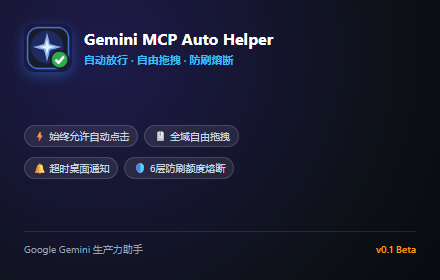 Gemini MCP Auto Helper
自动放行 · 自由拖拽 · 防刷熔断
始终允许自动点击
全域自由拖拽
超时桌面通知
6层防刷额度熔断
Google Gemini 生产力助手
v0.1 Beta